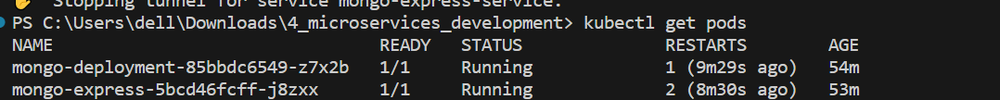 Stopping tunnel for service mongo-express-service.
PS C:\Users\dell\Downloads\4_microservices_development> kubectl get pods
NAME READY STATUS RESTARTS AGE
mongo-deployment-85bbdc6549-z7x2b 1/1 Running 1 (9m29s ago) 54m
mongo-express-5bcd46fcff-j8zxx 1/1 Running 2 (8m30s ago) 53m